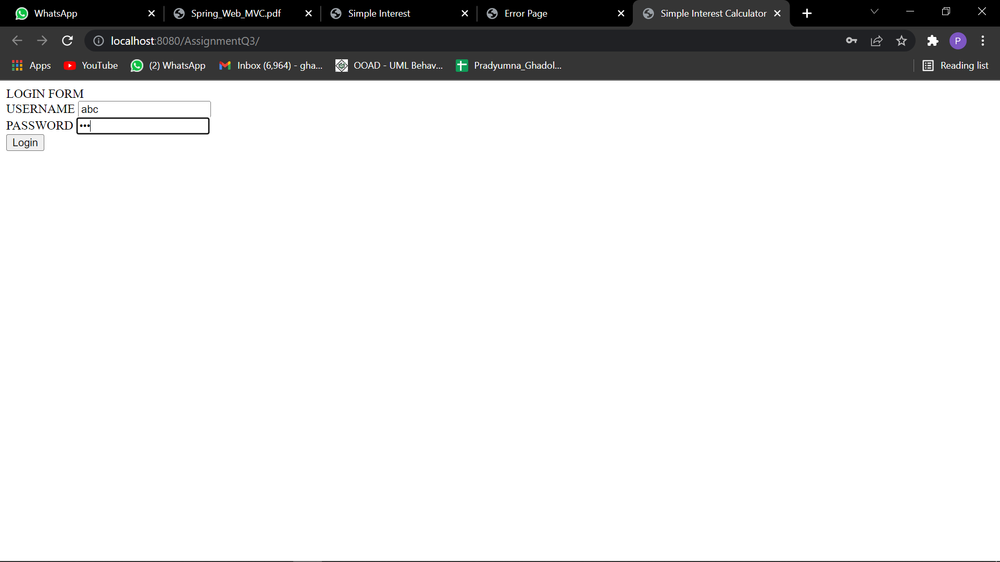 WhatsApp
Spring_Web_MVC.pdf
Simple Interest
Error Page
Simple Interest Calculator
localhost:8080/AssignmentQ3/
P
Apps
YouTube
(2) WhatsApp
Inbox (6,964) - gha...
OOAD - UML Behav...
Pradyumna_Ghadol...
Reading list
LOGIN FORM
USERNAME abc
PASSWORD •••
Login